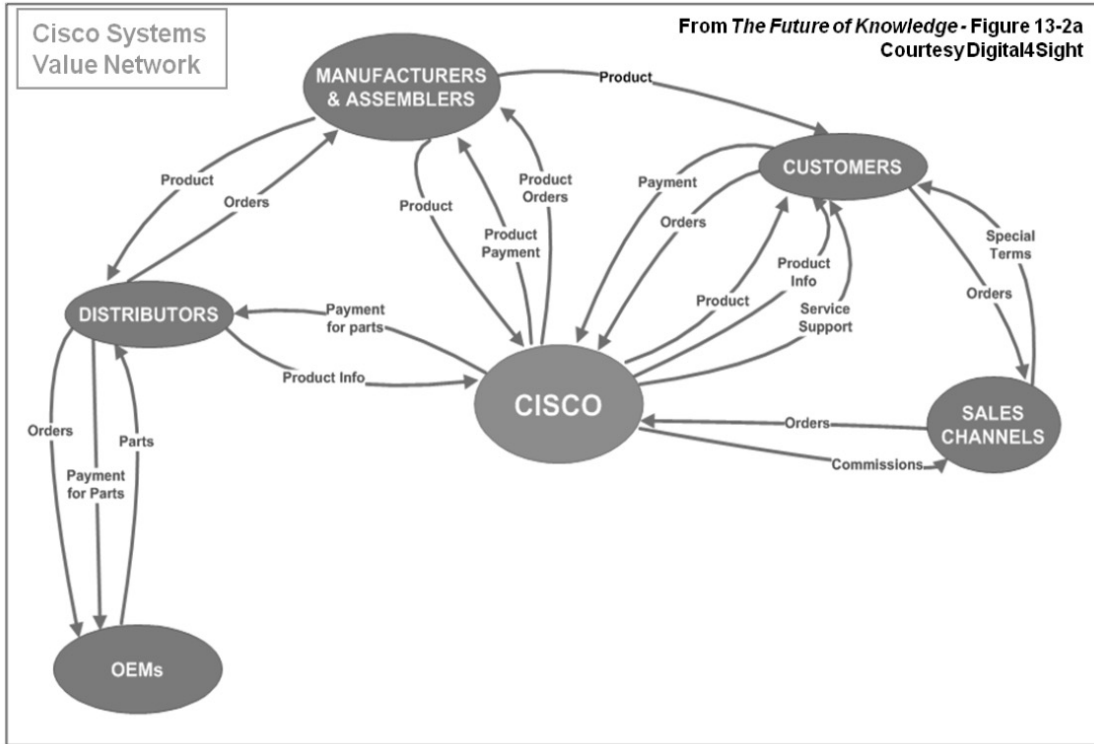 Cisco Systems
Value Network
From The Future of Knowledge - Figure 13-2a
Courtesy Digital4Sight
MANUFACTURERS
& ASSEMBLERS
Product
CUSTOMERS
Product
Orders
Product
Product
Payment
Product
Orders
Payment
Orders
Product
Product
Info
Service
Support
Special
Terms
Orders
DISTRIBUTORS
Payment
for parts
Product Info
CISCO
SALES
CHANNELS
Orders
Commissions
Orders
Payment
for Parts
Parts
OEMs